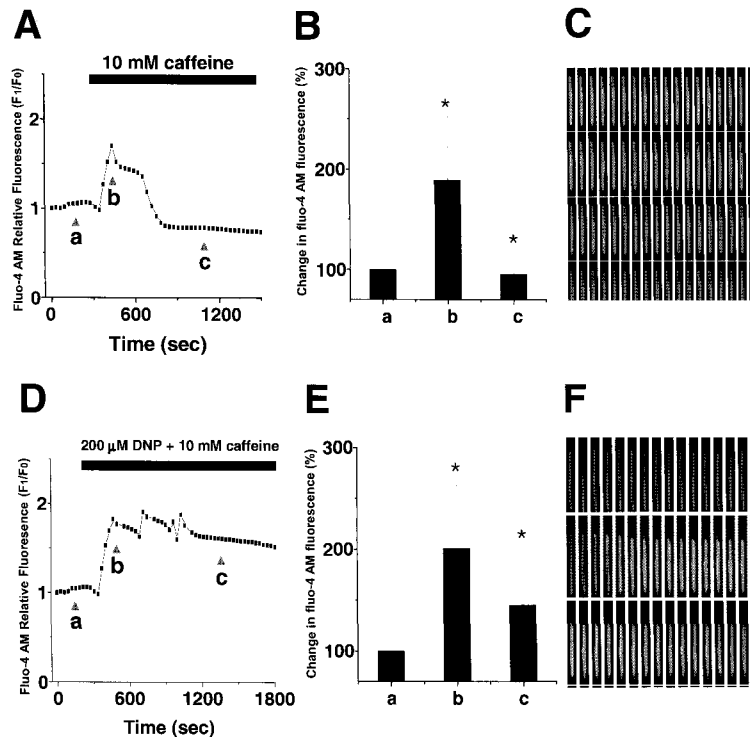 A
B
C
10 mM caffeine
Fluo-4 AM Relative Fluorescence (F1/F0)
2
1
0
a
b
c
0
600
1200
Time (sec)
Change in fluo-4 AM fluorescence (%)
300
200
100
*
*
a
b
c
D
E
F
200 μM DNP + 10 mM caffeine
Fluo-4 AM Relative Fluoresence (F1/F0)
2
1
0
a
b
c
0
600
1200
1800
Time (sec)
Change in fluo-4 AM fluorescence (%)
300
200
100
*
*
a
b
c